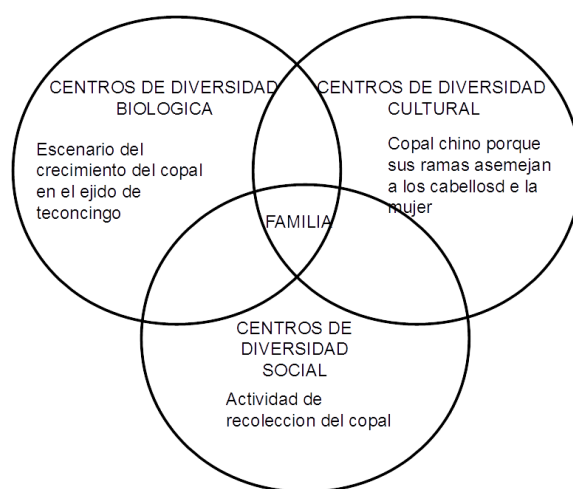 CENTROS DE DIVERSIDAD
BIOLOGICA
Escenario del
crecimiento del copal
en el ejido de
teconcingo
CENTROS DE DIVERSIDAD
CULTURAL
Copal chino porque
sus ramas asemejan
a los cabellosd e la
mujer
FAMILIA
CENTROS DE
DIVERSIDAD
SOCIAL
Actividad de
recoleccion del copal